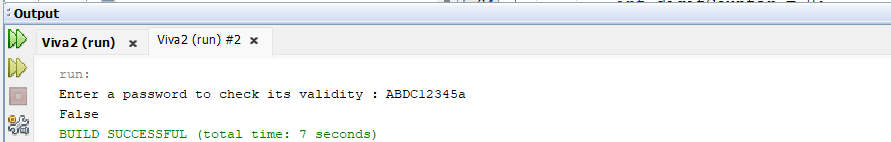 Output
Viva2 (run) × Viva2 (run) #2 ×
run:
Enter a password to check its validity : ABDC12345a
False
BUILD SUCCESSFUL (total time: 7 seconds)